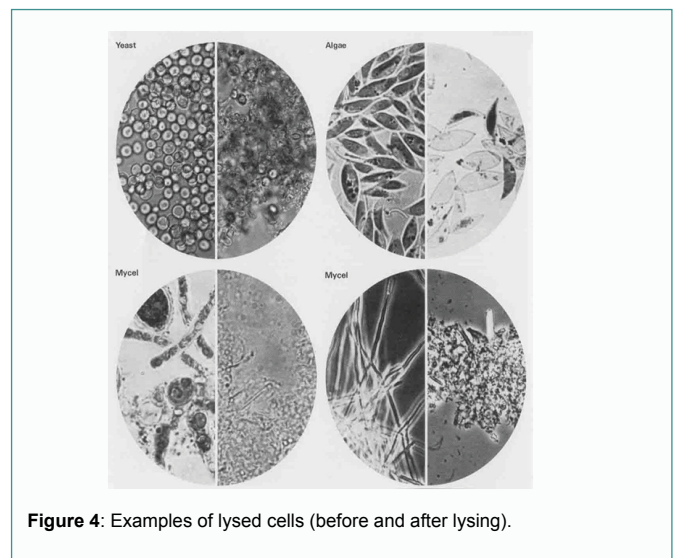 Yeast
Algae
Mycel
Mycel
Figure 4: Examples of lysed cells (before and after lysing).